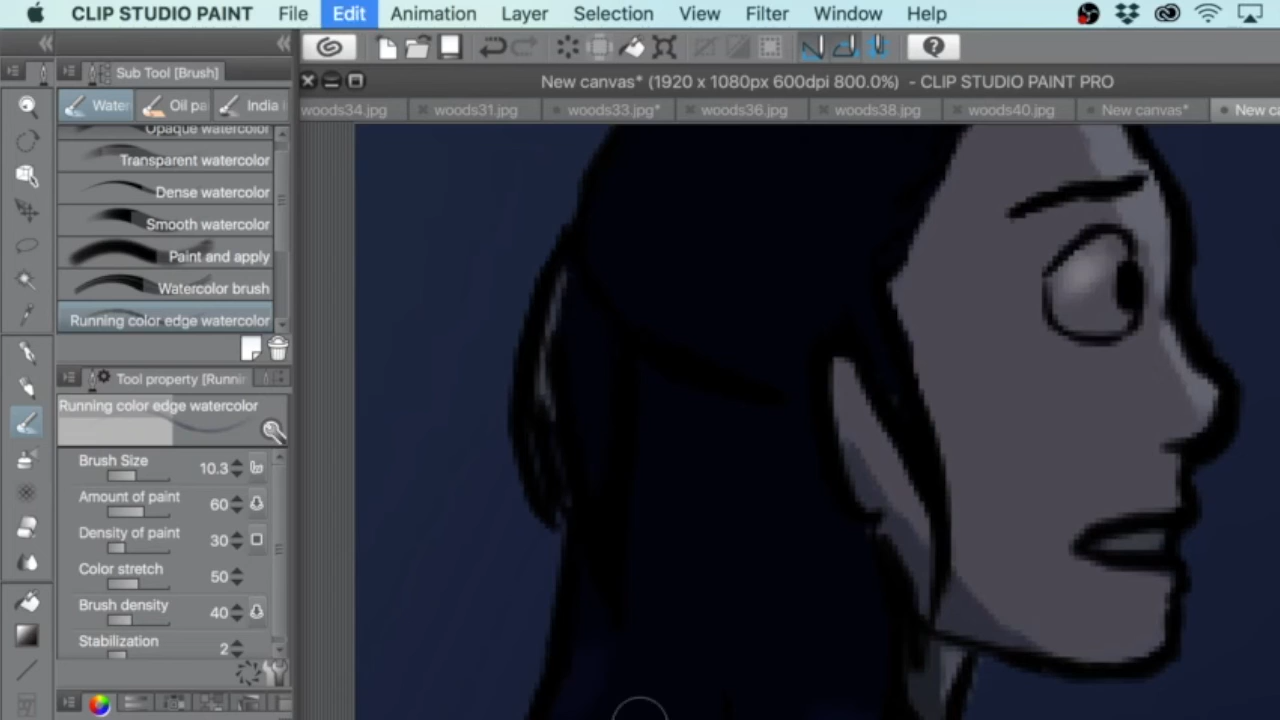 CLIP STUDIO PAINT File Edit Animation Layer Selection View Filter Window Help
Sub Tool [Brush]
New canvas* (1920 x 1080px 600dpi 800.0%) - CLIP STUDIO PAINT PRO
Water Oil pa India
woods34.jpg woods31.jpg woods33.jpg* woods36.jpg woods38.jpg woods40.jpg New canvas* New ca
Opaque watercolor
Transparent watercolor
Dense watercolor
Smooth watercolor
Paint and apply
Watercolor brush
Running color edge watercolor
Tool property [Runni
Running color edge watercolor
Brush Size 10.3
Amount of paint 60
Density of paint 30
Color stretch 50
Brush density 40
Stabilization 2